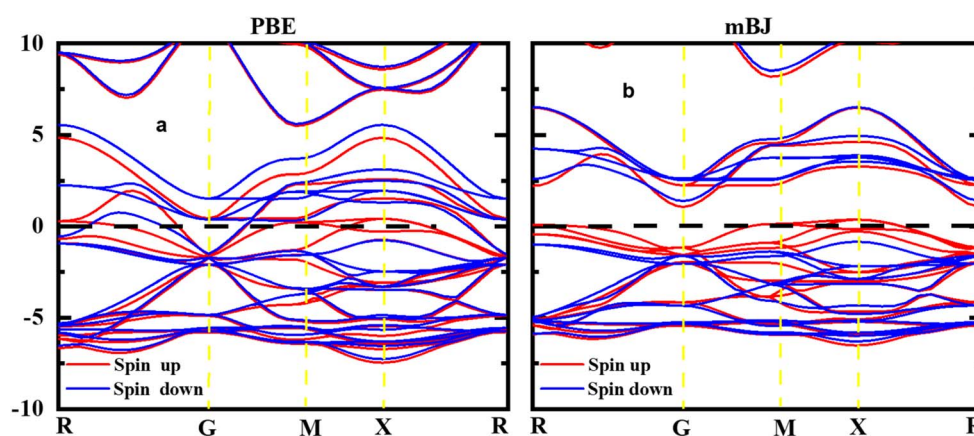 PBE
mBJ
10
5
0
-5
-10
a
b
Spin up
Spin down
Spin up
Spin down
R G M X R
R G M X